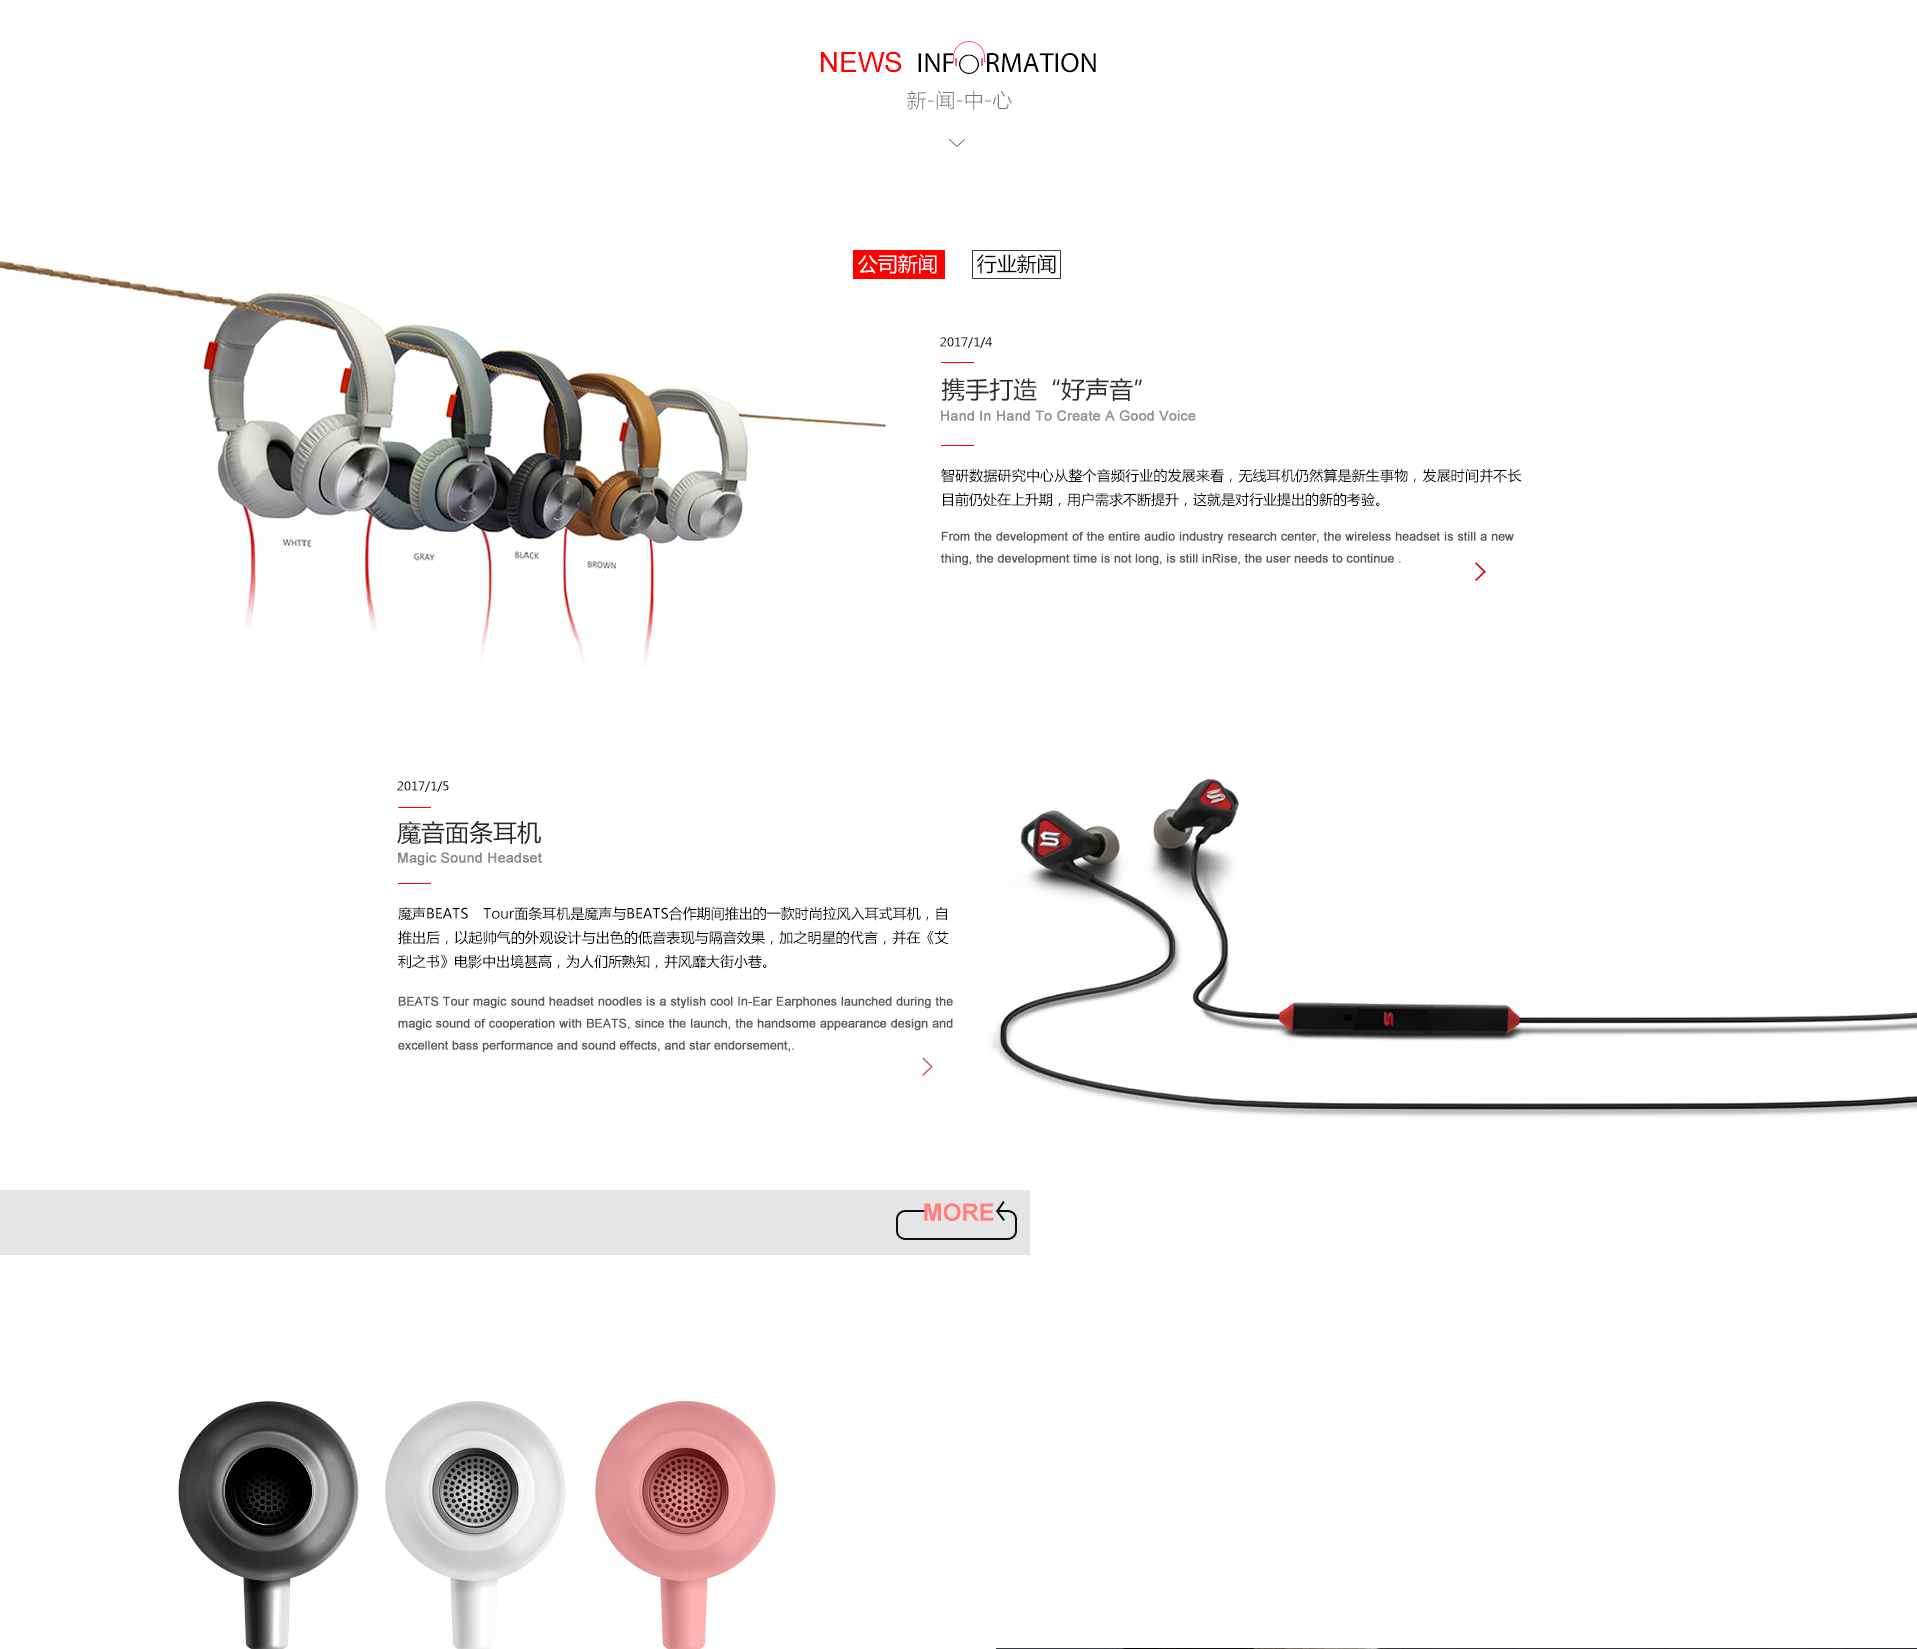 NEWS INFORMATION
新-闻-中-心
公司新闻
行业新闻
2017/1/4
携手打造“好声音”
Hand In Hand To Create A Good Voice
智研数据研究中心从整个音频行业的发展来看，无线耳机仍然算是新生事物，发展时间并不长
目前仍处在上升期，用户需求不断提升，这就是对行业提出的新的考验。
From the development of the entire audio industry research center, the wireless headset is still a new
thing, the development time is not long, is still inRise, the user needs to continue .
WHTTE
GRAY
BLACK
BROWN
2017/1/5
魔音面条耳机
Magic Sound Headset
魔声BEATS Tour面条耳机是魔声与BEATS合作期间推出的一款时尚拉风入耳式耳机，自
推出后，以起帅气的外观设计与出色的低音表现与隔音效果，加之明星的代言，并在《艾
利之书》电影中出境甚高，为人们所熟知，并风靡大街小巷。
BEATS Tour magic sound headset noodles is a stylish cool In-Ear Earphones launched during the
magic sound of cooperation with BEATS, since the launch, the handsome appearance design and
excellent bass performance and sound effects, and star endorsement,.
MORE